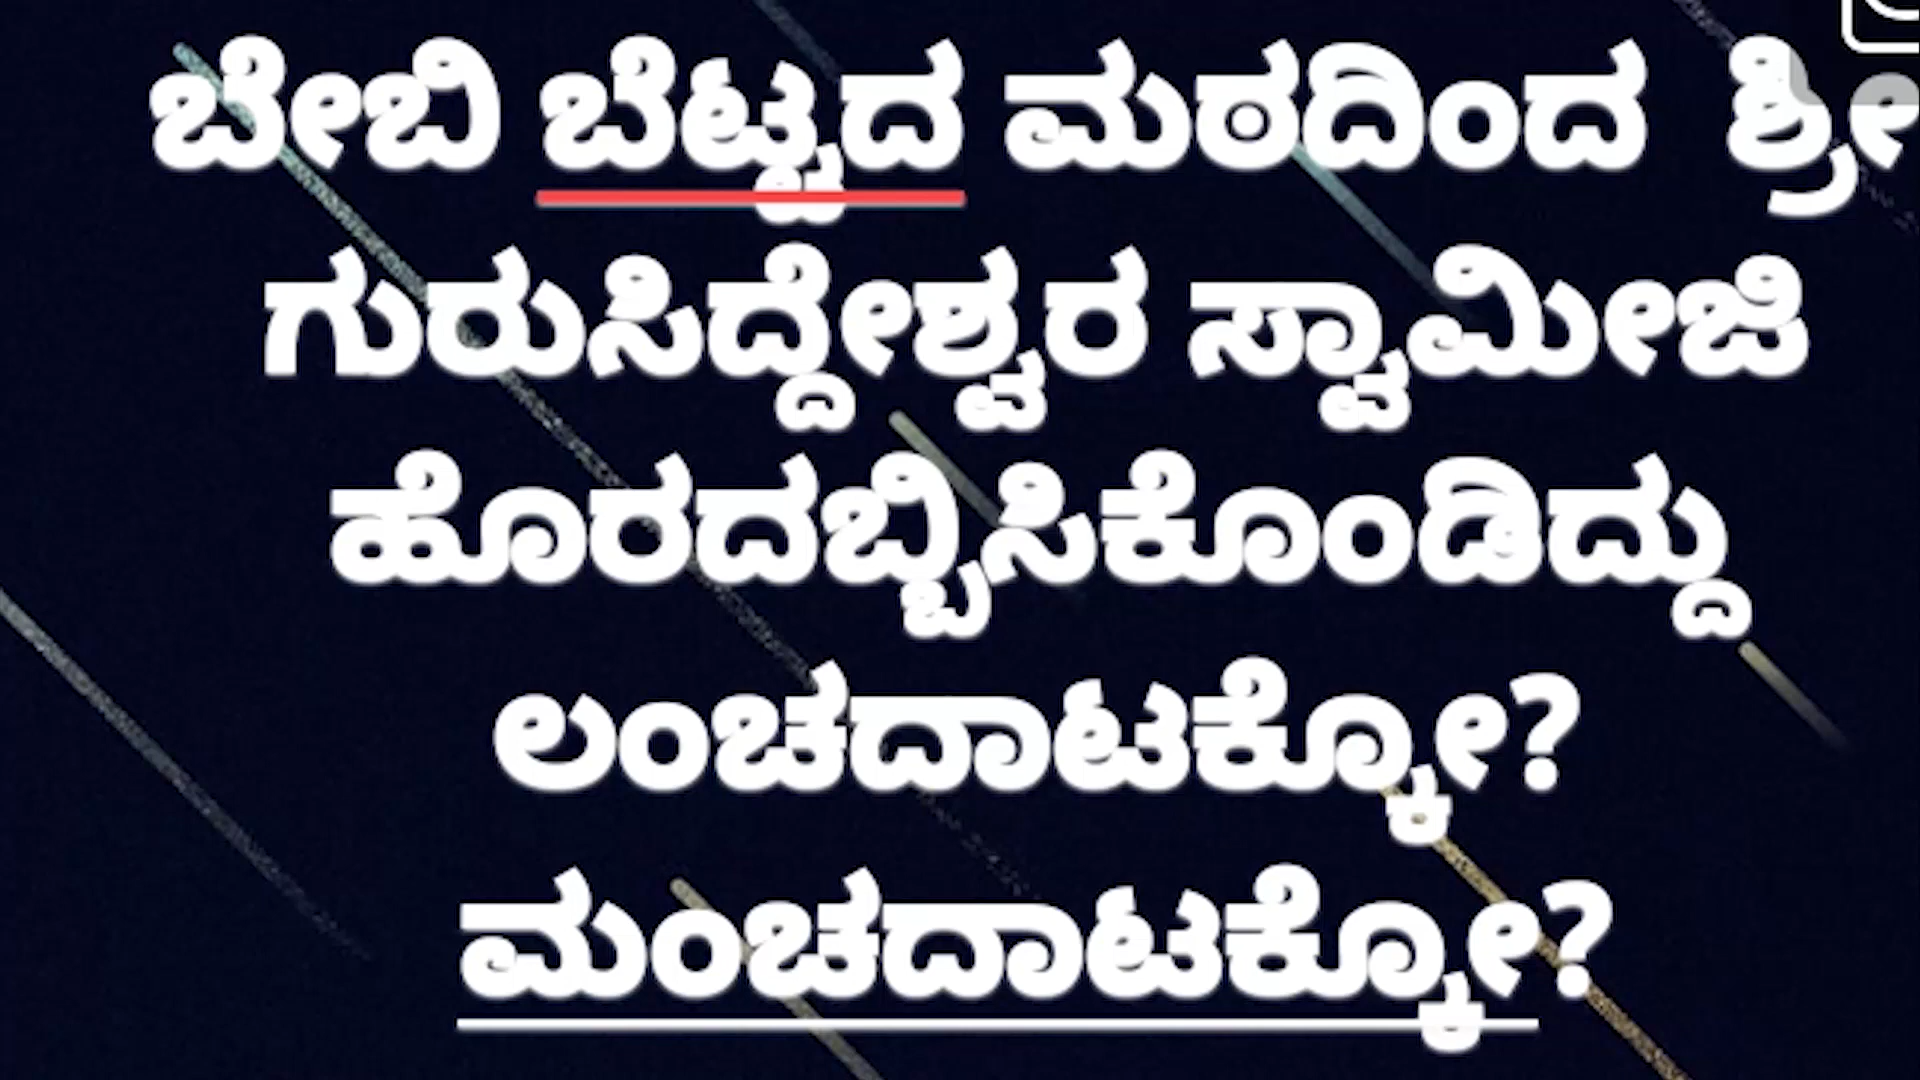 ಬೇಬಿ ಬೆಟ್ಟದ ಮಠದಿಂದ ಶ್ರೀ
ಗುರುಸಿದ್ದೇಶ್ವರ ಸ್ವಾಮೀಜಿ
ಹೊರದಬ್ಬಿಸಿಕೊಂಡಿದ್ದು
ಲಂಚದಾಟಕ್ಕೋ?
ಮಂಚದಾಟಕ್ಕೋ?